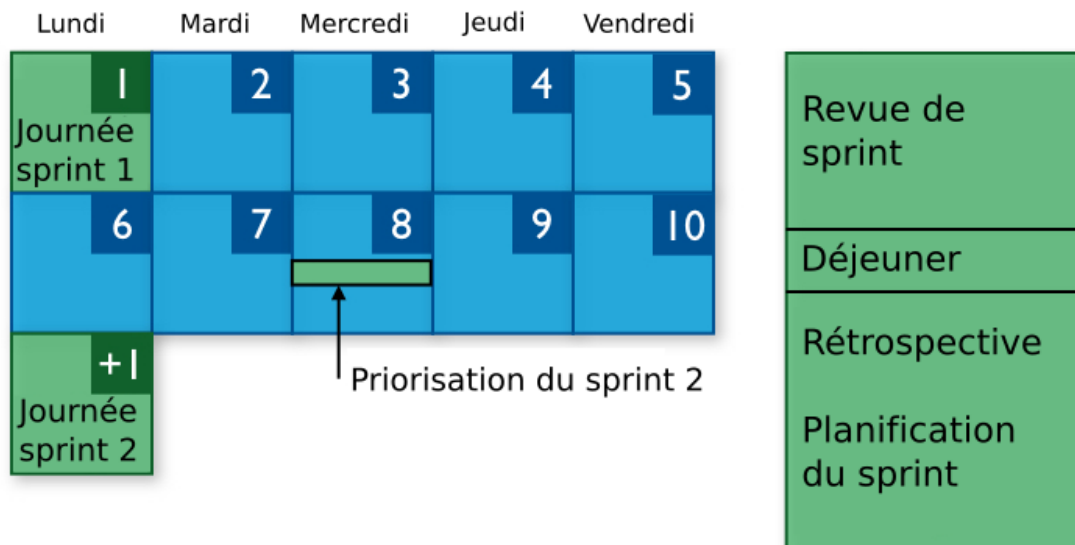 Lundi Mardi Mercredi Jeudi Vendredi
1 2 3 4 5
Journée
sprint 1
6 7 8 9 10
+1
Journée
sprint 2
Priorisation du sprint 2
Revue de
sprint
Déjeuner
Rétrospective
Planification
du sprint